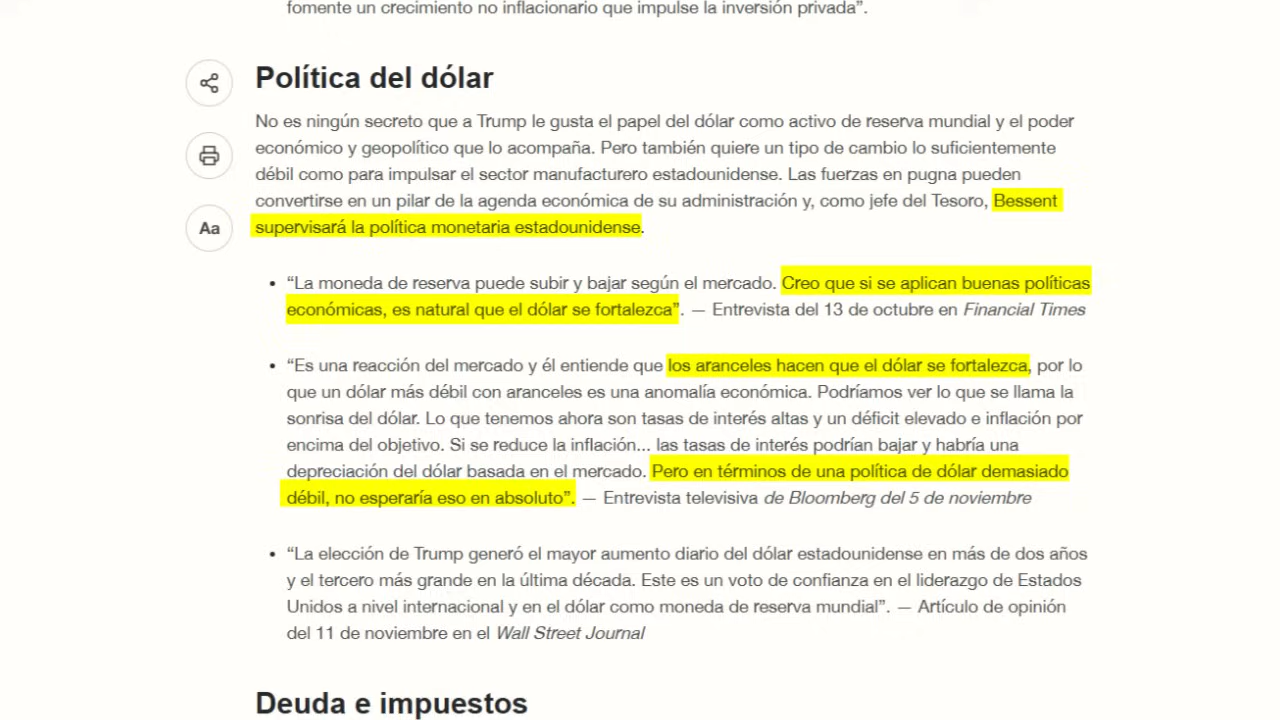 fomente un crecimiento no inflacionario que impulse la inversión privada”.
Política del dólar
No es ningún secreto que a Trump le gusta el papel del dólar como activo de reserva mundial y el poder
económico y geopolítico que lo acompaña. Pero también quiere un tipo de cambio lo suficientemente
débil como para impulsar el sector manufacturero estadounidense. Las fuerzas en pugna pueden
convertirse en un pilar de la agenda económica de su administración y, como jefe del Tesoro, Bessent
Aa
supervisará la política monetaria estadounidense.
• “La moneda de reserva puede subir y bajar según el mercado. Creo que si se aplican buenas políticas
económicas, es natural que el dólar se fortalezca”. — Entrevista del 13 de octubre en Financial Times
• “Es una reacción del mercado y él entiende que los aranceles hacen que el dólar se fortalezca, por lo
que un dólar más débil con aranceles es una anomalía económica. Podríamos ver lo que se llama la
sonrisa del dólar. Lo que tenemos ahora son tasas de interés altas y un déficit elevado e inflación por
encima del objetivo. Si se reduce la inflación... las tasas de interés podrían bajar y habría una
depreciación del dólar basada en el mercado. Pero en términos de una política de dólar demasiado
débil, no esperaría eso en absoluto”. — Entrevista televisiva de Bloomberg del 5 de noviembre
• “La elección de Trump generó el mayor aumento diario del dólar estadounidense en más de dos años
y el tercero más grande en la última década. Este es un voto de confianza en el liderazgo de Estados
Unidos a nivel internacional y en el dólar como moneda de reserva mundial”. — Artículo de opinión
del 11 de noviembre en el Wall Street Journal
Deuda e impuestos